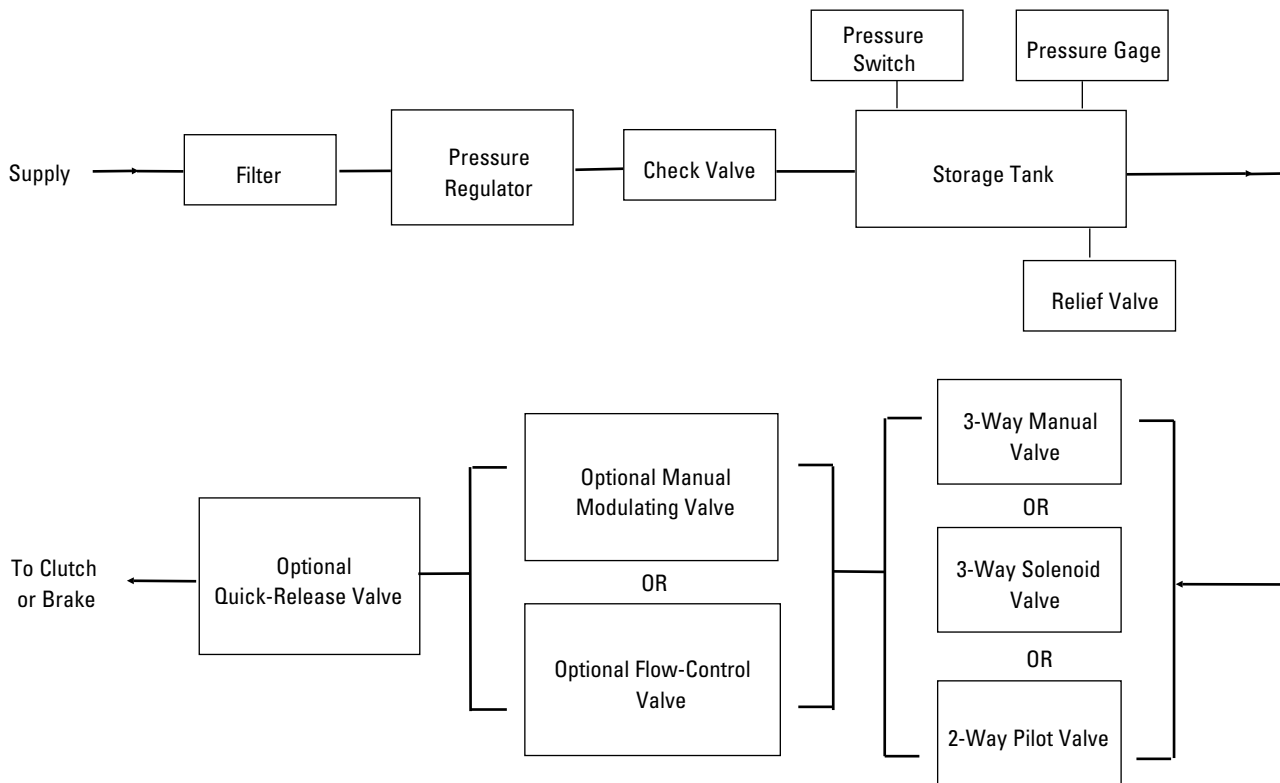 Pressure
Switch
Pressure Gage
Supply
Filter
Pressure
Regulator
Check Valve
Storage Tank
Relief Valve
3-Way Manual
Valve
OR
3-Way Solenoid
Valve
OR
2-Way Pilot Valve
Optional Manual
Modulating Valve
OR
Optional Flow-Control
Valve
Optional
Quick-Release Valve
To Clutch
or Brake